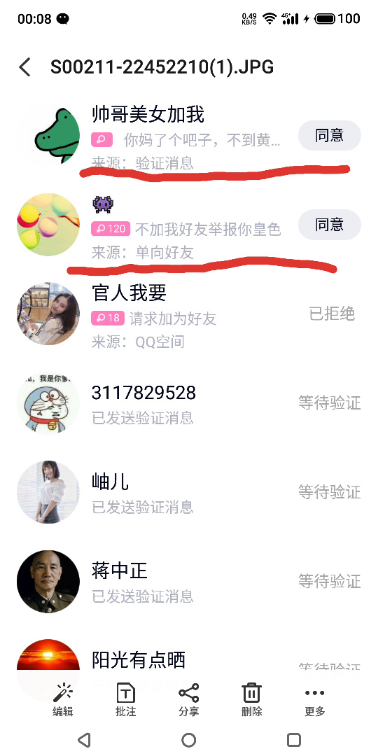 00:08
0.49 KB/S
4G
100
S00211-22452210(1).JPG
帅哥美女加我
你妈了个吧子，不到黄...
同意
来源：验证消息
120 不加我好友举报你皇色
同意
来源：单向好友
官人我要
18 请求加为好友
已拒绝
来源：QQ空间
我是你爹
3117829528
已发送验证消息
等待验证
岫儿
已发送验证消息
等待验证
蒋中正
已发送验证消息
等待验证
阳光有点晒
等待验证
编辑 批注 分享 删除 更多